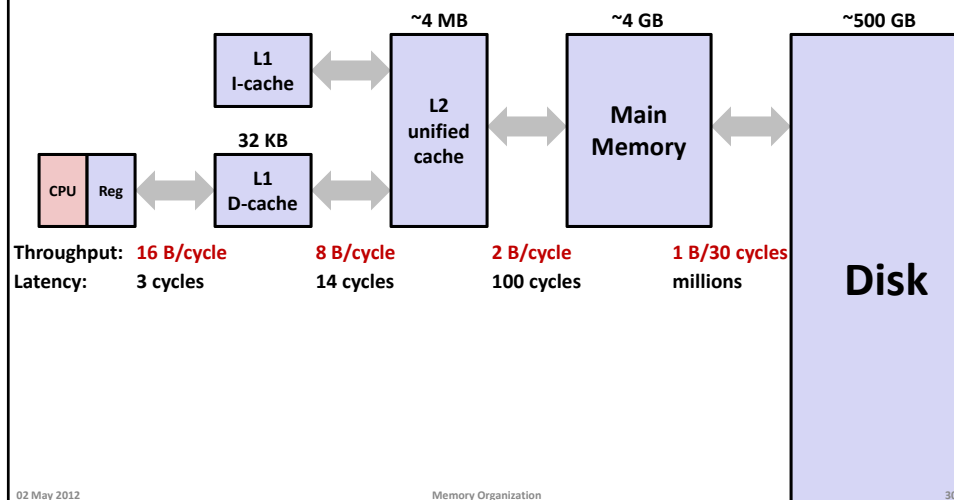 ~4 MB
~4 GB
~500 GB
L1
I-cache
L2
unified
cache
Main
Memory
32 KB
CPU
Reg
L1
D-cache
Throughput: 16 B/cycle 8 B/cycle 2 B/cycle 1 B/30 cycles
Latency: 3 cycles 14 cycles 100 cycles millions
Disk
02 May 2012
Memory Organization
30